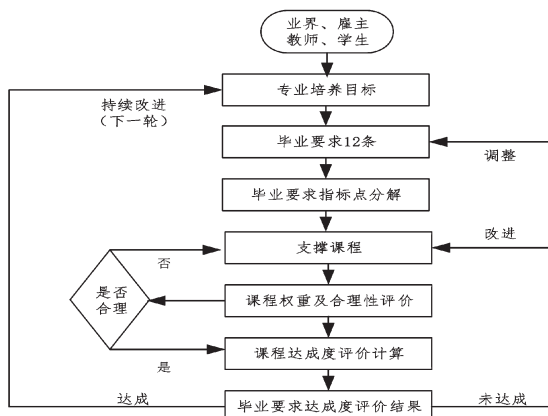 业界、雇主
教师、学生
专业培养目标
持续改进
（下一轮）
毕业要求12条
调整
毕业要求指标点分解
支撑课程
改进
否
是否
合理
课程权重及合理性评价
课程达成度评价计算
是
达成
毕业要求达成度评价结果
未达成